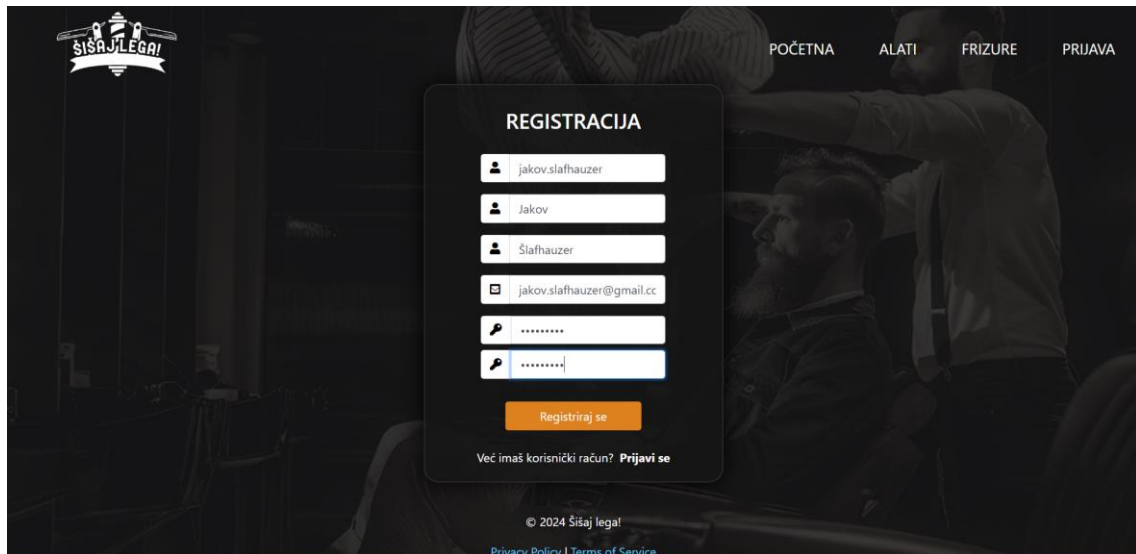 ŠIŠAJ LEGA!
POČETNA ALATI FRIZURE PRIJAVA
REGISTRACIJA
jakov.slafhauzer
Jakov
Šlafhauzer
jakov.slafhauzer@gmail.cc
•••••••••
•••••••••
Registriraj se
Već imaš korisnički račun? Prijavi se
© 2024 Šišaj lega!
Privacy Policy | Terms of Service